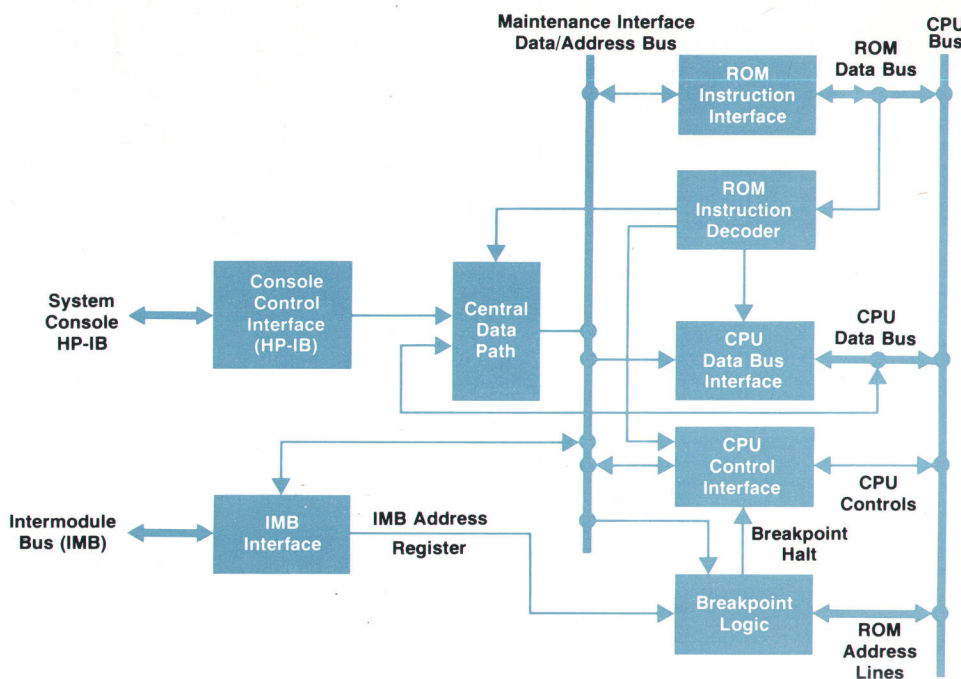 Maintenance Interface
Data/Address Bus
CPU
Bus
ROM
Data Bus
ROM
Instruction
Interface
ROM
Instruction
Decoder
System
Console
HP-IB
Console
Control
Interface
(HP-IB)
Central
Data
Path
CPU
Data Bus
Interface
CPU
Data Bus
CPU
Control
Interface
CPU
Controls
Intermodule
Bus (IMB)
IMB
Interface
IMB Address
Register
Breakpoint
Halt
Breakpoint
Logic
ROM
Address
Lines